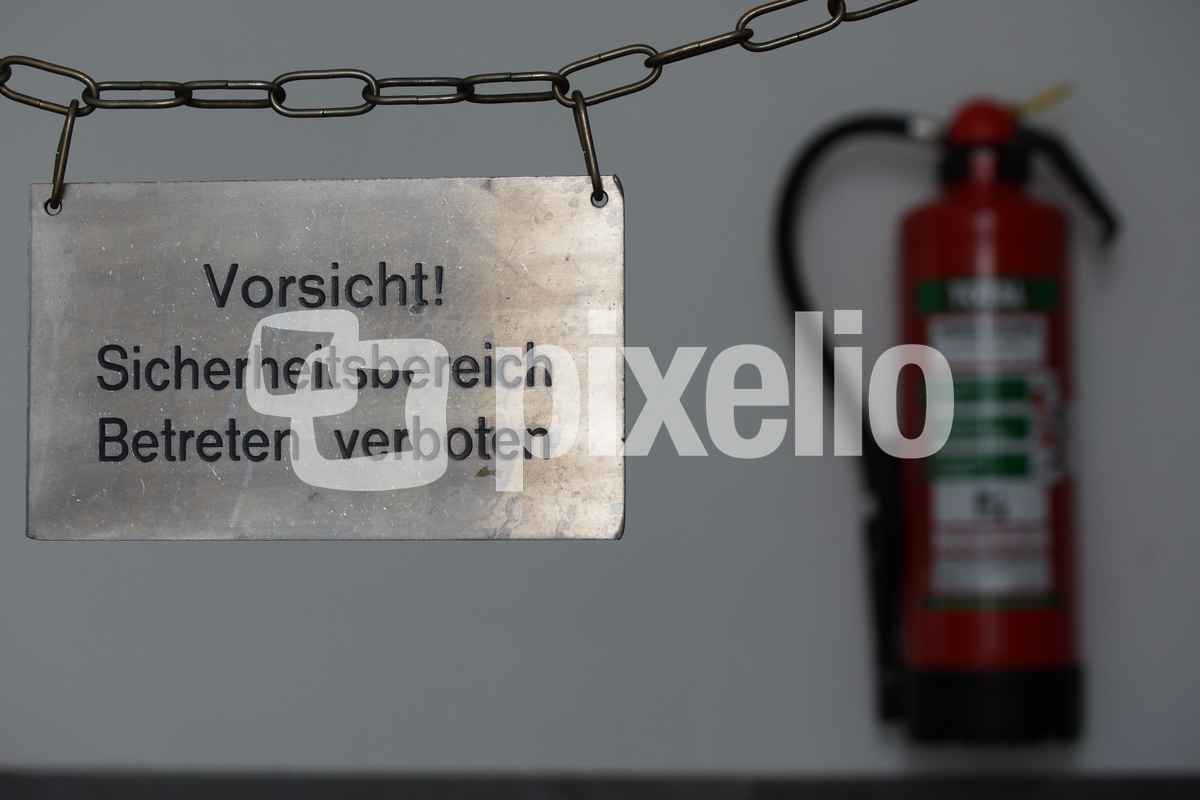 Vorsicht!
Sicherheitsbereich
Betreten verboten
pixelio